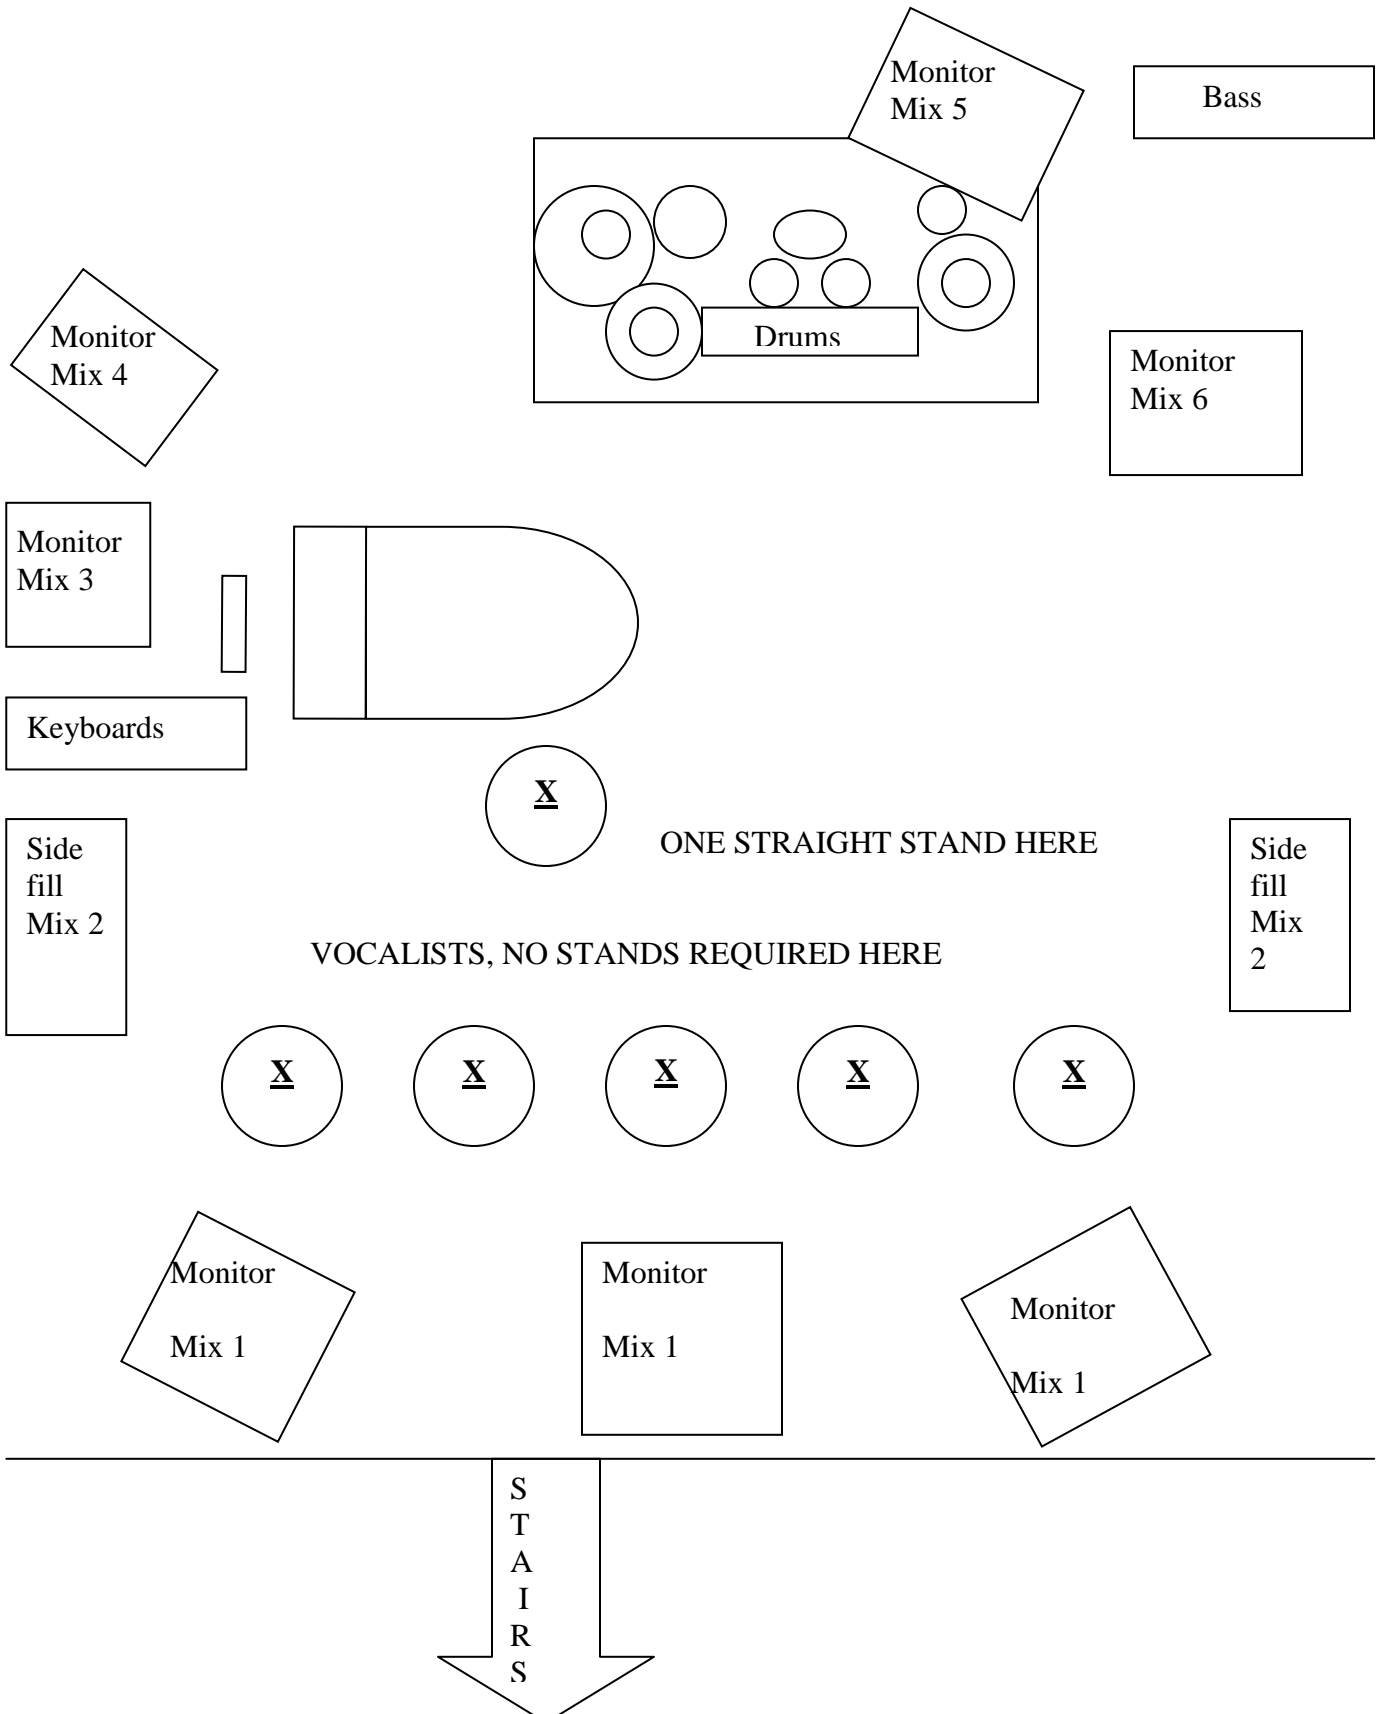 Monitor
Mix 5
Bass
Drums
Monitor
Mix 4
Monitor
Mix 6
Monitor
Mix 3
Keyboards
X
ONE STRAIGHT STAND HERE
Side
fill
Mix 2
Side
fill
Mix
2
VOCALISTS, NO STANDS REQUIRED HERE
X
X
X
X
X
Monitor
Mix 1
Monitor
Mix 1
Monitor
Mix 1
S
T
A
I
R
S